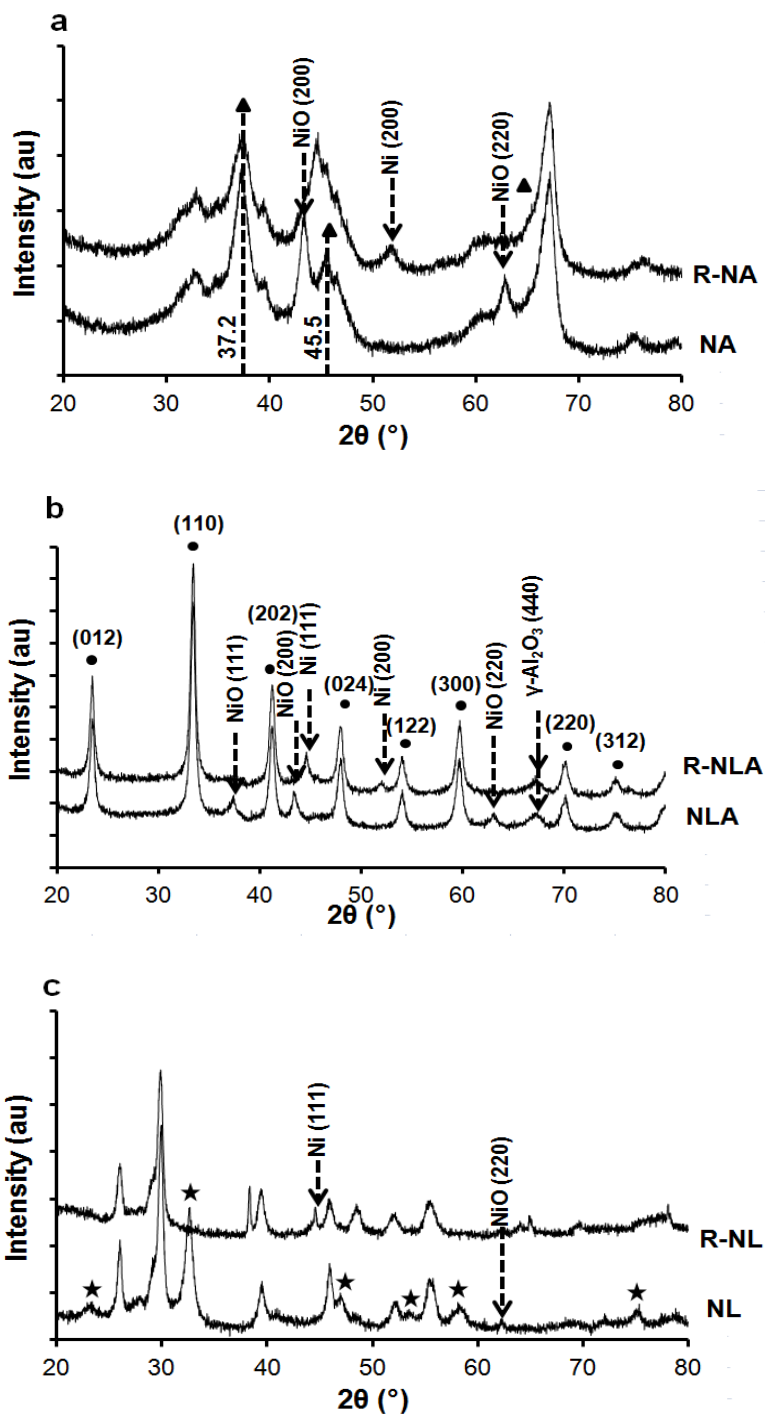 a
Intensity (au)
NiO (200)
Ni (200)
NiO (220)
R-NA
NA
37.2
45.5
20 30 40 50 60 70 80
2θ (°)
b
(110)
(012)
(202)
NiO (111)
NiO (200)
Ni (111)
(024)
Ni (200)
(122)
(300)
NiO (220)
γ-Al₂O₃ (440)
(220)
(312)
Intensity (au)
R-NLA
NLA
20 30 40 50 60 70 80
2θ (°)
c
Intensity (au)
Ni (111)
NiO (220)
R-NL
NL
20 30 40 50 60 70 80
2θ (°)